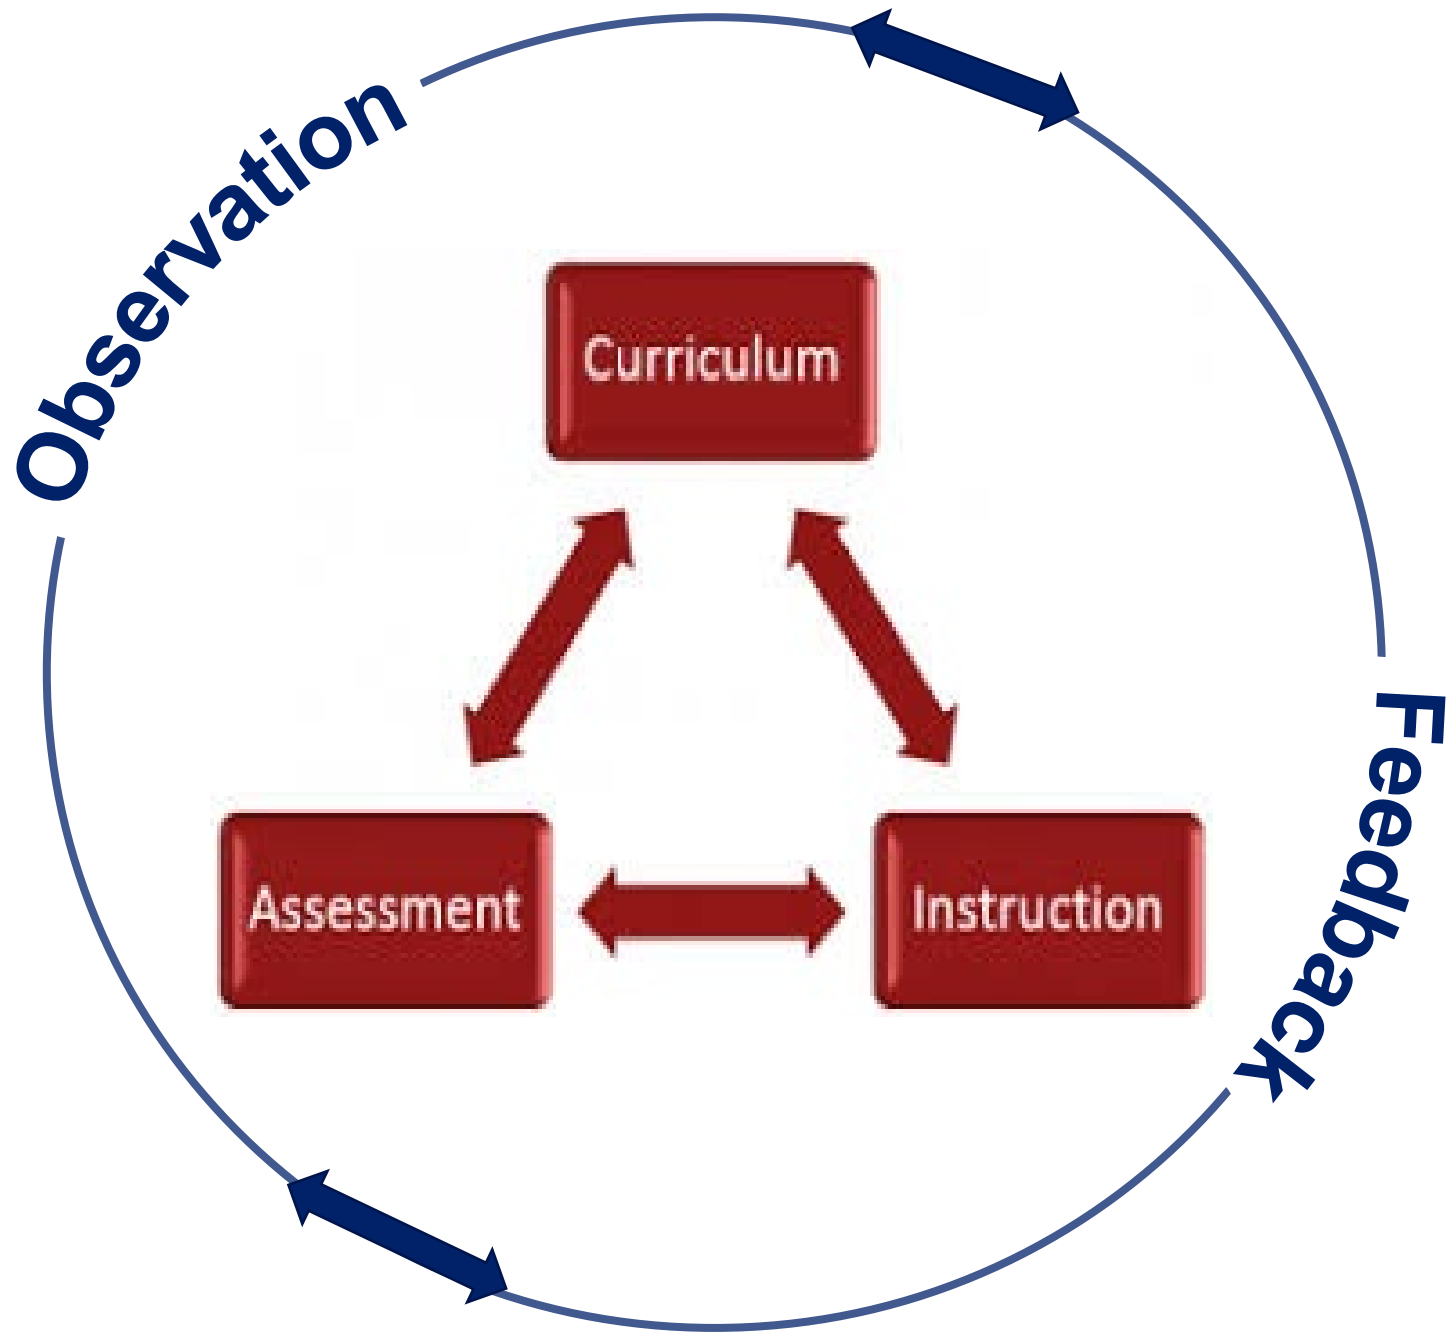 Observation
Curriculum
Feedback
Assessment
Instruction